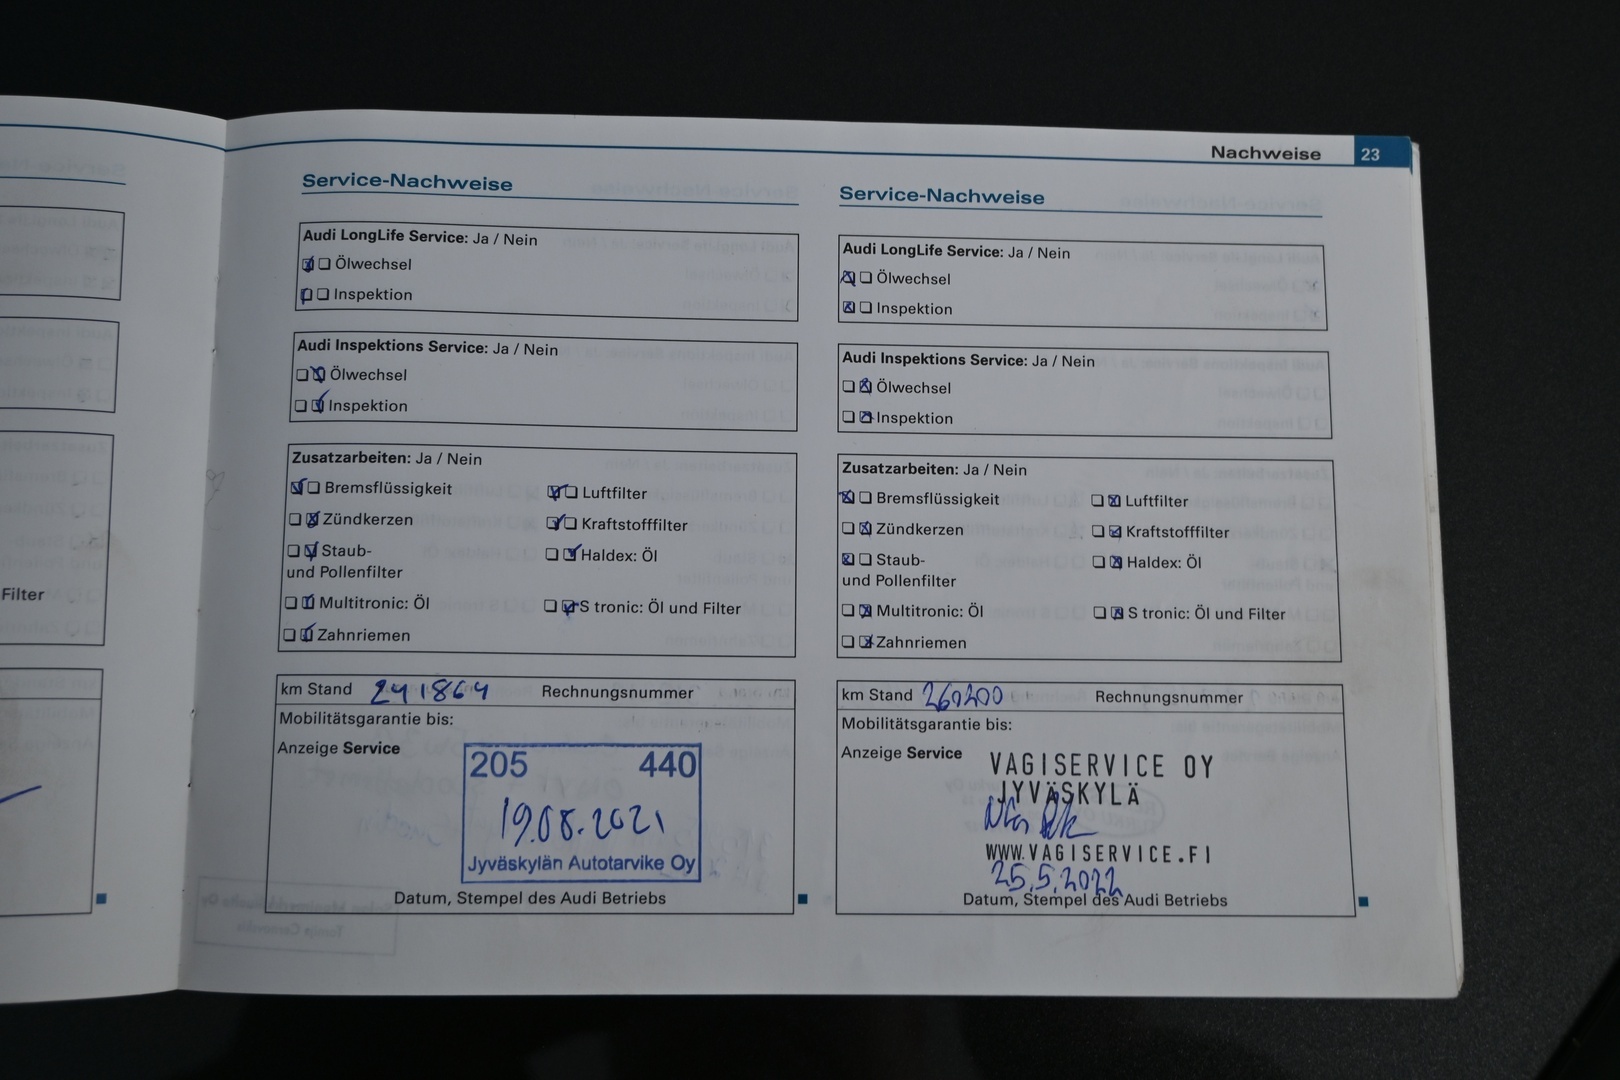 Filter
Nachweise 23
Service-Nachweise
Audi LongLife Service: Ja / Nein
Ölwechsel
Inspektion
Audi Inspektions Service: Ja / Nein
Ölwechsel
Inspektion
Zusatzarbeiten: Ja / Nein
Bremsflüssigkeit Luftfilter
Zündkerzen Kraftstofffilter
Staub- Haldex: Öl
und Pollenfilter
Multitronic: Öl S tronic: Öl und Filter
Zahnriemen
km Stand 241864 Rechnungsnummer
Mobilitätsgarantie bis:
Anzeige Service
205 440
19.08.2021
Jyväskylän Autotarvike Oy
Datum, Stempel des Audi Betriebs
Service-Nachweise
Audi LongLife Service: Ja / Nein
Ölwechsel
Inspektion
Audi Inspektions Service: Ja / Nein
Ölwechsel
Inspektion
Zusatzarbeiten: Ja / Nein
Bremsflüssigkeit Luftfilter
Zündkerzen Kraftstofffilter
Staub- Haldex: Öl
und Pollenfilter
Multitronic: Öl S tronic: Öl und Filter
Zahnriemen
km Stand 260200 Rechnungsnummer
Mobilitätsgarantie bis:
Anzeige Service
VAGISERVICE OY
JYVÄSKYLÄ
WWW.VAGISERVICE.FI
25.5.2022
Datum, Stempel des Audi Betriebs